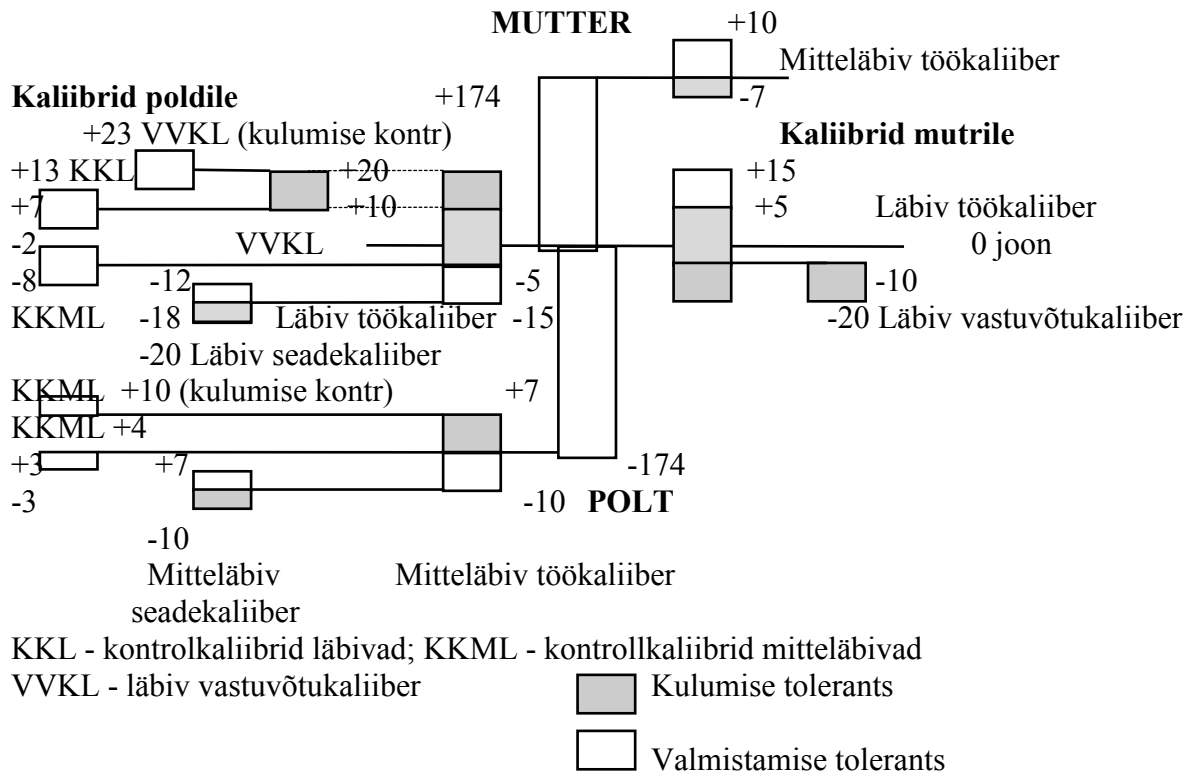 MUTTER +10
Mitteläbiv töökaliiber
Kaliibrid poldile +174 -7
+23 VVKL (kulumise kontr) Kaliibrid mutrile
+13 KKL +20 +15
+7 +10 +5 Läbiv töökaliiber
-2 VVKL 0 joon
-8 -12 -5 -10
KKML -18 Läbiv töökaliiber -15 -20 Läbiv vastuvõtukaliiber
-20 Läbiv seadekaliiber
KKML +10 (kulumise kontr) +7
KKML +4
+3 +7 -174
-3 -10 POLT
-10
Mitteläbiv Mitteläbiv töökaliiber
seadekaliiber
KKL - kontrolkaliibrid läbivad; KKML - kontrollkaliibrid mitteläbivad
VVKL - läbiv vastuvõtukaliiber Kulumise tolerants
Valmistamise tolerants